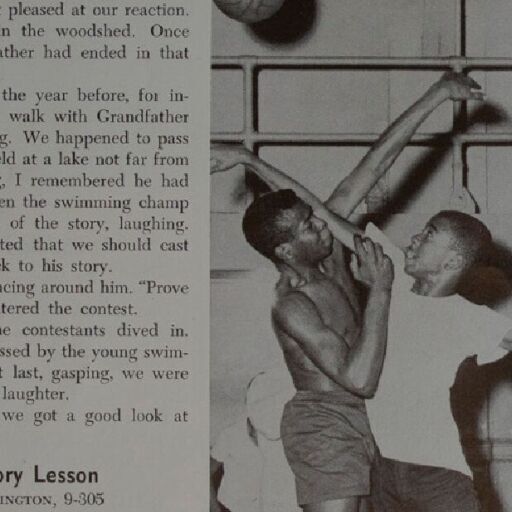 pleased at our reaction.
n the woodshed. Once
ather had ended in that
the year before, for in-
walk with Grandfather
g. We happened to pass
eld at a lake not far from
, I remembered he had
en the swimming champ
of the story, laughing.
ted that we should cast
k to his story.
ncing around him. “Prove
tered the contest.
e contestants dived in.
ssed by the young swim-
t last, gasping, we were
laughter.
we got a good look at
ory Lesson
INGTON, 9-305